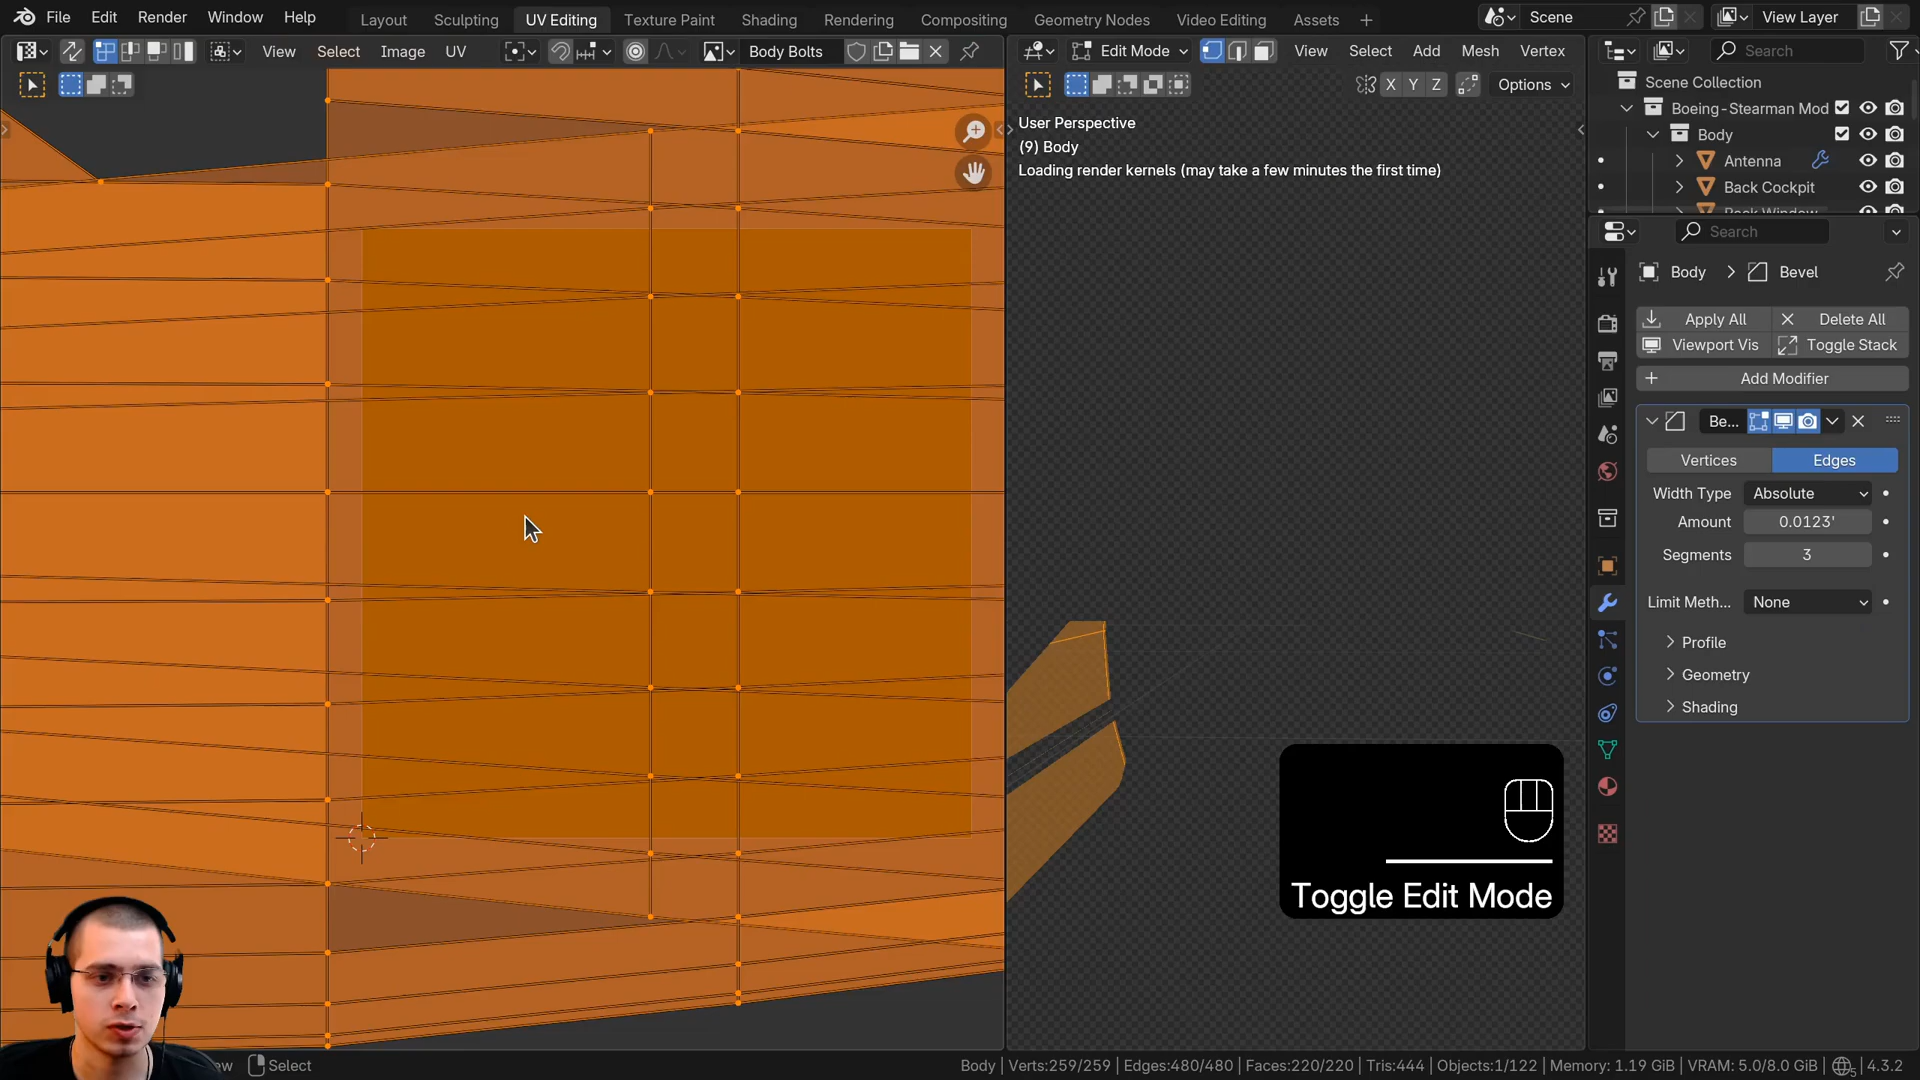 File Edit Render Window Help Layout Sculpting UV Editing Texture Paint Shading Rendering Compositing Geometry Nodes Video Editing Assets + Scene View Layer
View Select Image UV Body Bolts Edit Mode View Select Add Mesh Vertex Search
X Y Z Options Scene Collection
Boeing-Stearman Mod
Body
Antenna
Back Cockpit
User Perspective
(9) Body
Loading render kernels (may take a few minutes the first time)
Search
Body > Bevel
Apply All Delete All
Viewport Vis Toggle Stack
Add Modifier
Be...
Vertices Edges
Width Type Absolute
Amount 0.0123'
Segments 3
Limit Meth... None
Profile
Geometry
Shading
Toggle Edit Mode
Select
Body | Verts:259/259 | Edges:480/480 | Faces:220/220 | Tris:444 | Objects:1/122 | Memory: 1.19 GiB | VRAM: 5.0/8.0 GiB | 5 4.3.2